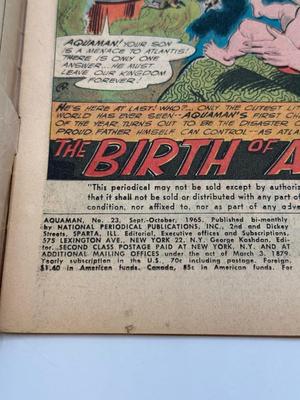 AQUAMAN! YOUR SON
IS A MENACE TO ATLANTIS!
THERE IS ONLY ONE
ANSWER... HE MUST
LEAVE OUR KINGDOM
FOREVER!
HE'S HERE AT LAST! WHO?... ONLY THE CUTEST LI
WORLD HAS EVER SEEN--AQUAMAN'S FIRST CH
OF THE YEAR TURNS OUT TO BE THE DISASTER O
PROUD FATHER HIMSELF CAN CONTROL--AS ATL
THE BIRTH OF A
"This periodical may not be sold except by authoriz
that it shall not be sold or distributed with any part o
condition, nor affixed to, nor as part of any adve
AQUAMAN, No. 23, Sept.-October, 1965. Published bi-monthly
by NATIONAL PERIODICAL PUBLICATIONS, INC., 2nd and Dickey
Streets, SPARTA, ILL. Editorial, Executive offices and Subscriptions,
575 LEXINGTON AVE., NEW YORK 22, N.Y. George Kashdan, Edi-
tor. SECOND CLASS POSTAGE PAID AT NEW YORK, N.Y. AND AT
ADDITIONAL MAILING OFFICES under the act of March 3, 1879.
Yearly subscription in the U.S., 70c including postage. Foreign,
$1.40 in American funds. Canada, 85c in American funds. For